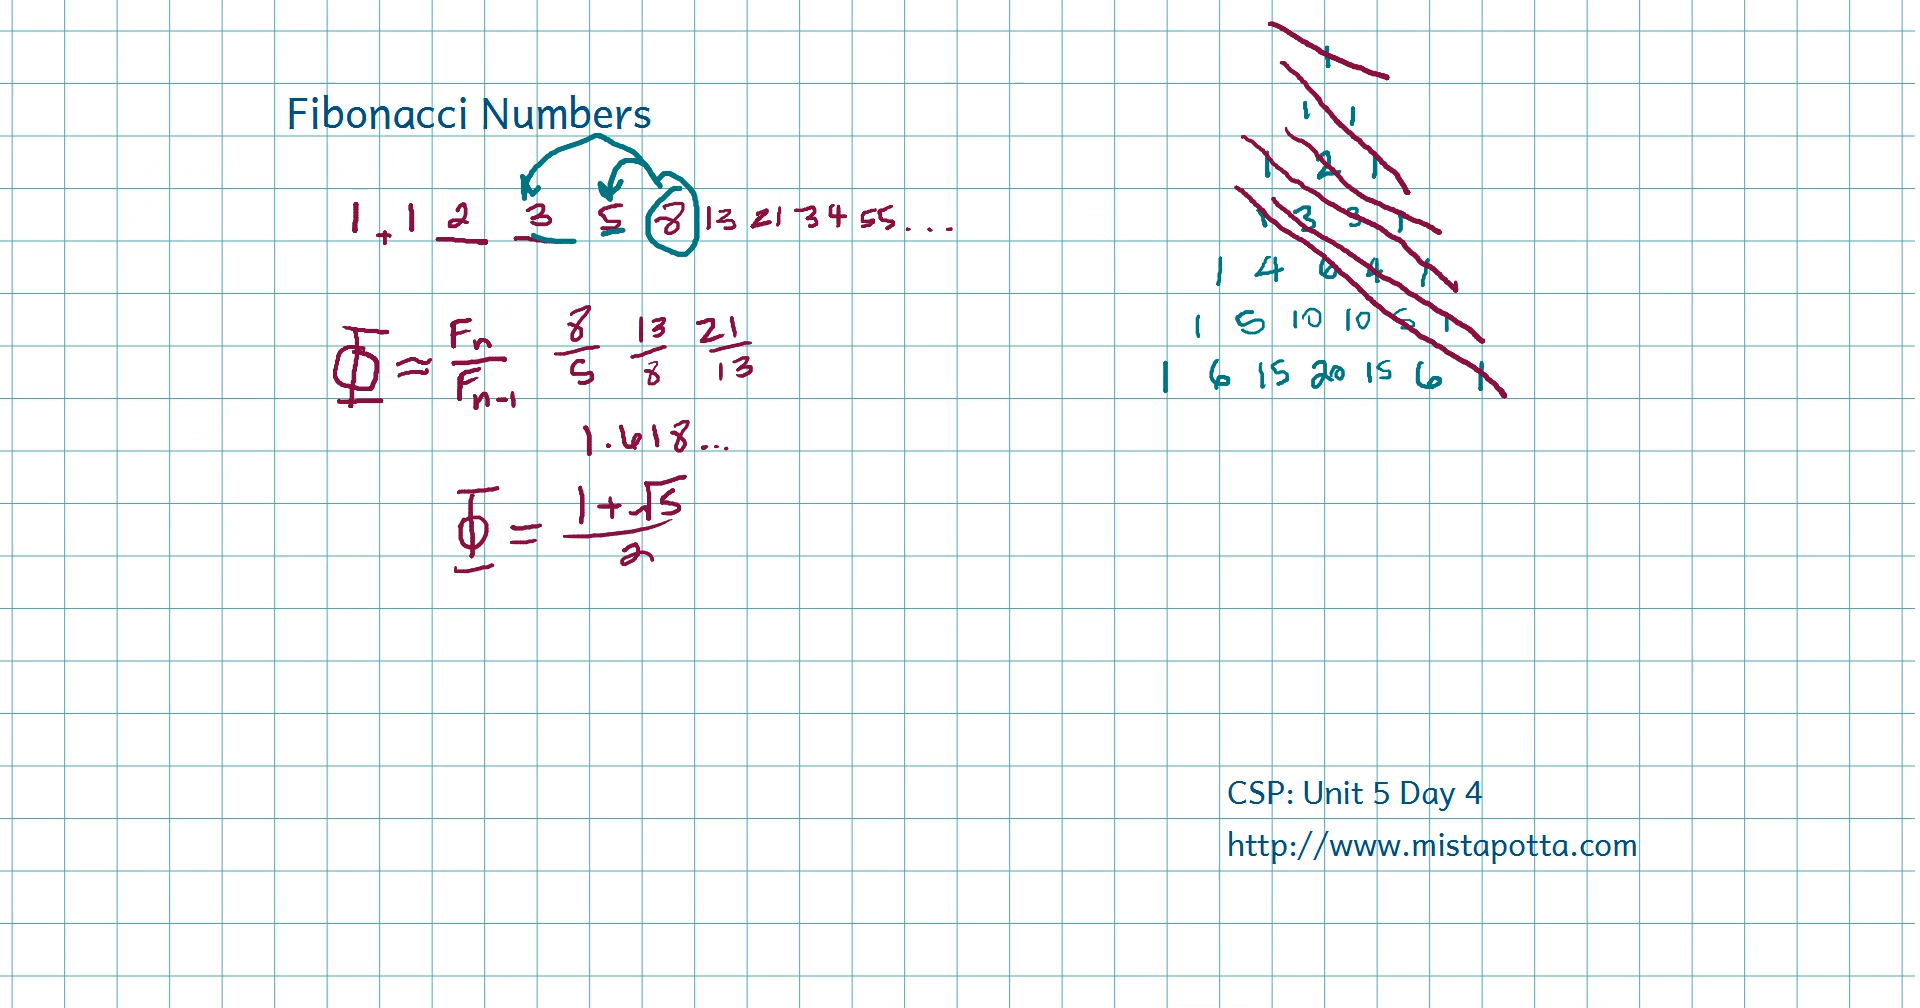 Fibonacci Numbers
1 + 1 2 3 5 8 13 21 34 55 ...
Φ ≈ Fn/Fn-1 8/5 13/8 21/13
1.618...
Φ = (1+√5)/2
1
1 1
1 2 1
1 3 3 1
1 4 6 4 1
1 5 10 10 5 1
1 6 15 20 15 6 1
CSP: Unit 5 Day 4
http://www.mistapotta.com